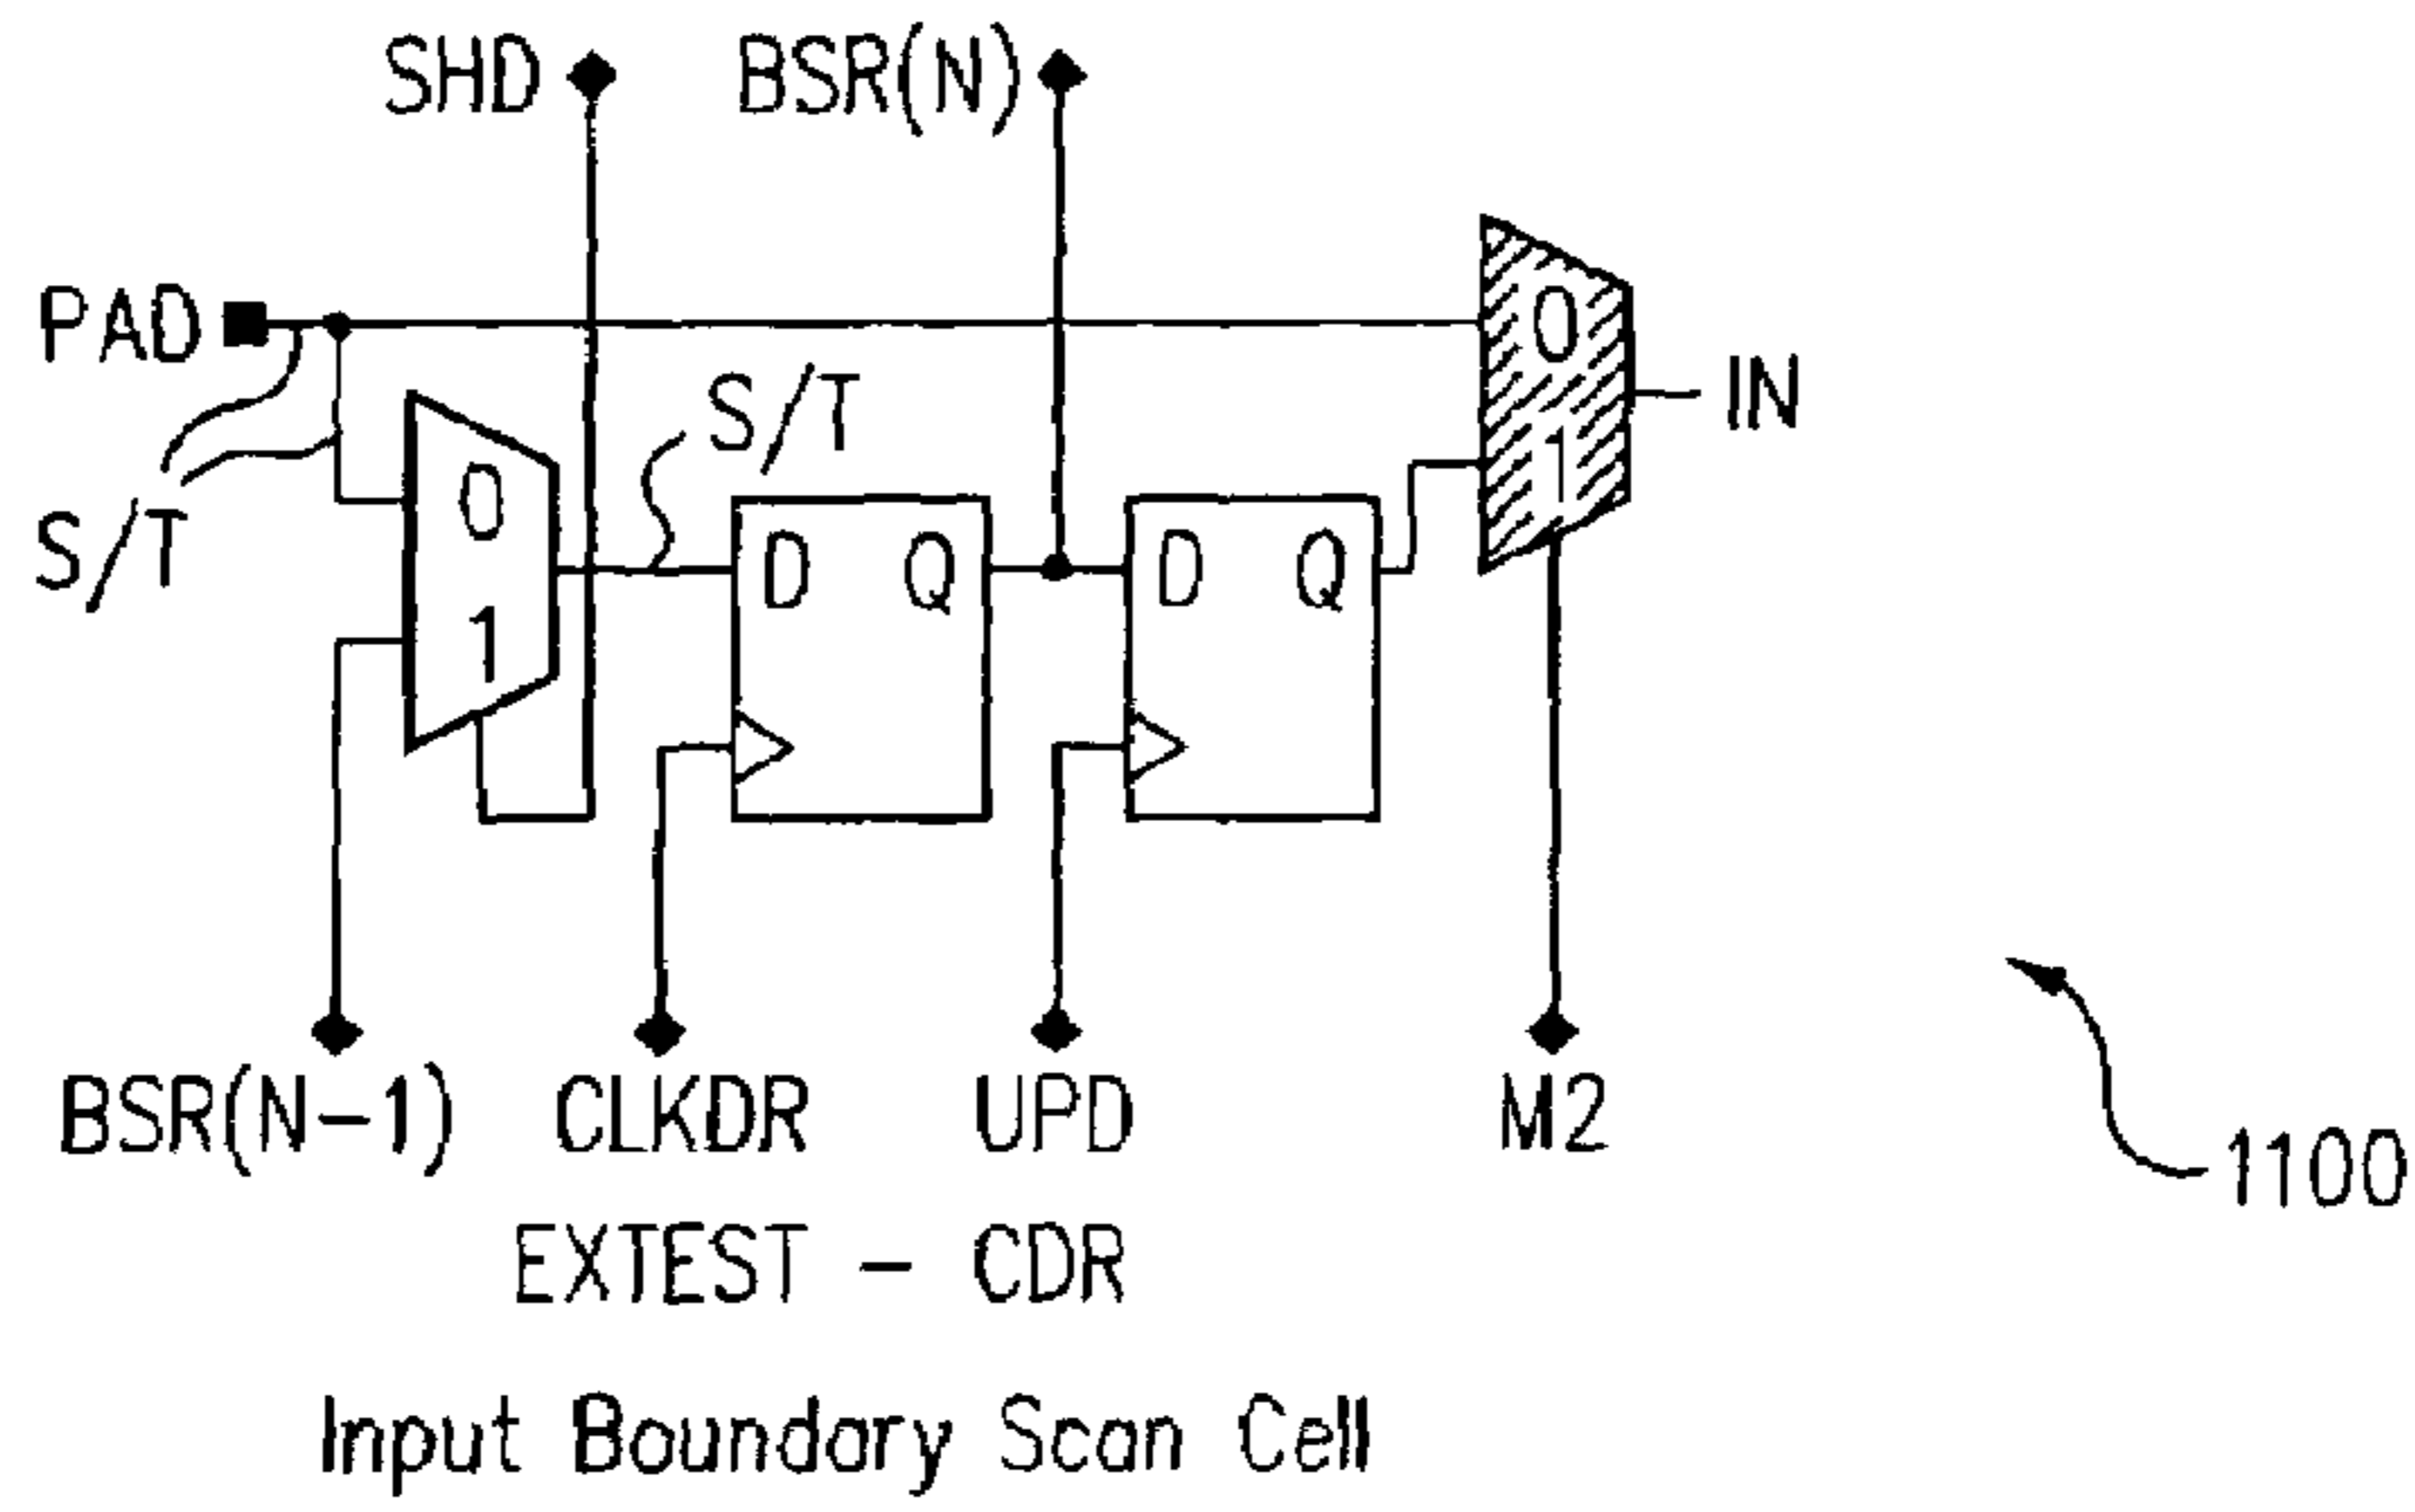 SHD BSR(N)
PAD
0
1
IN
S/T
S/T
0
1
D Q
D Q
BSR(N-1) CLKDR UPD M2
1100
EXTEST - CDR
Input Boundary Scan Cell